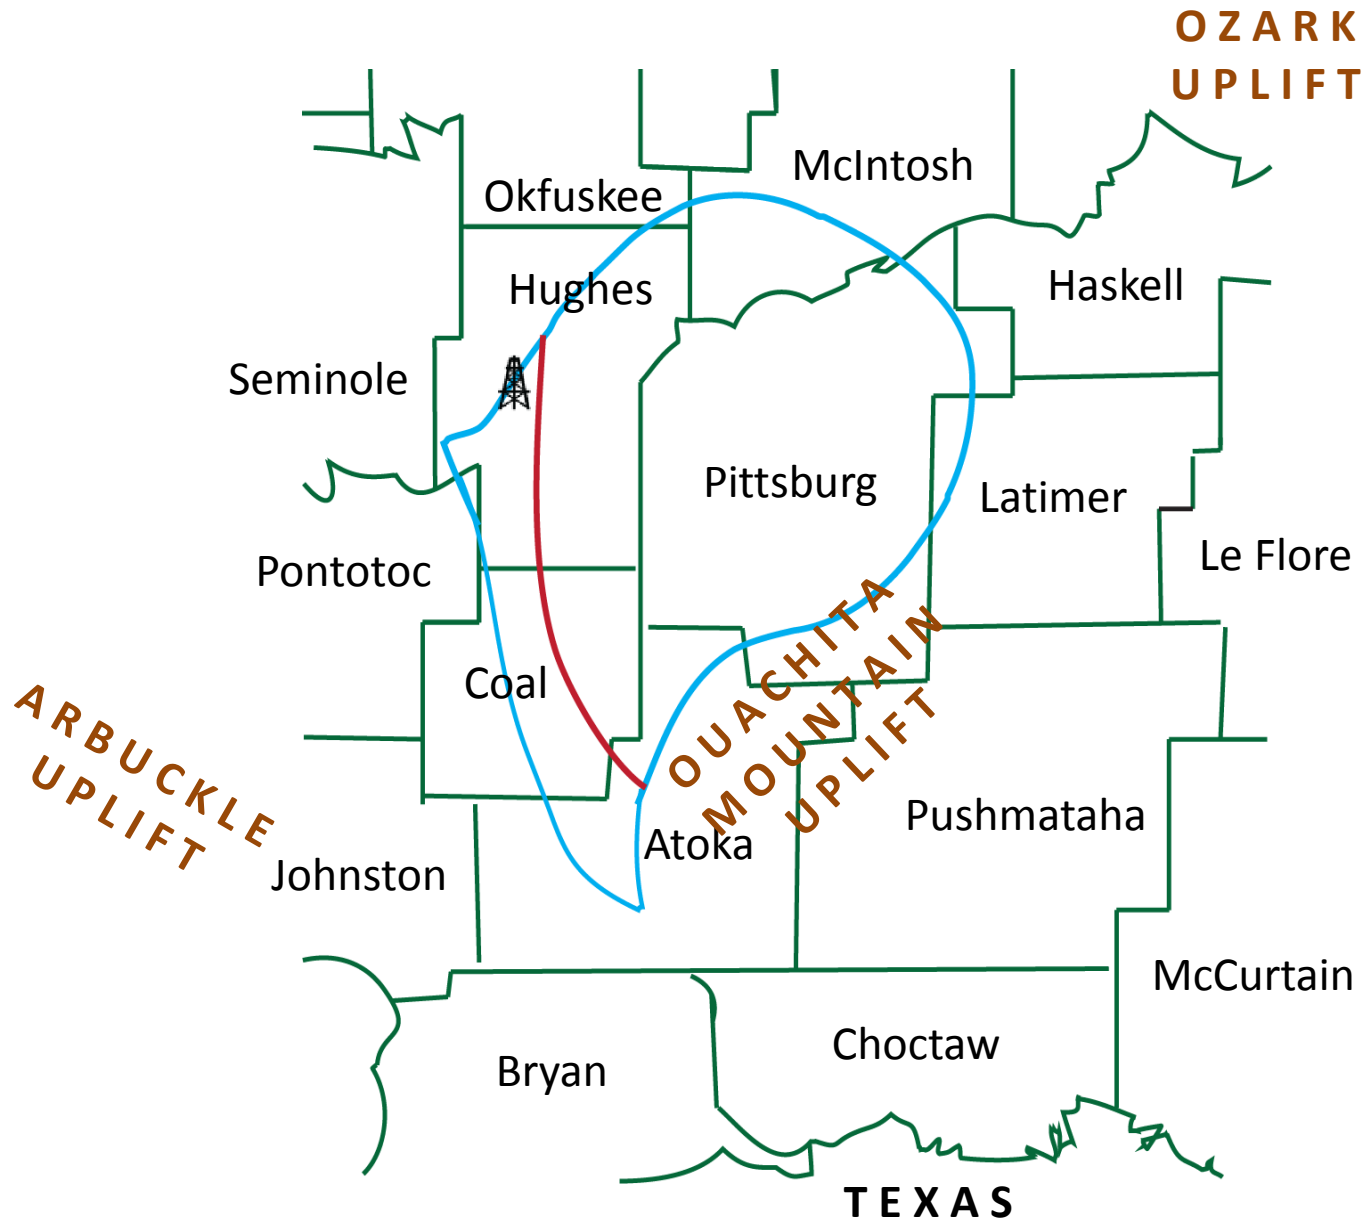 OZARK
UPLIFT
McIntosh
Okfuskee
Hughes
Haskell
Seminole
Pittsburg
Latimer
Le Flore
Pontotoc
Coal
OUACHITA
MOUNTAIN
UPLIFT
ARBUCKLE
UPLIFT
Pushmataha
Atoka
Johnston
McCurtain
Choctaw
Bryan
TEXAS